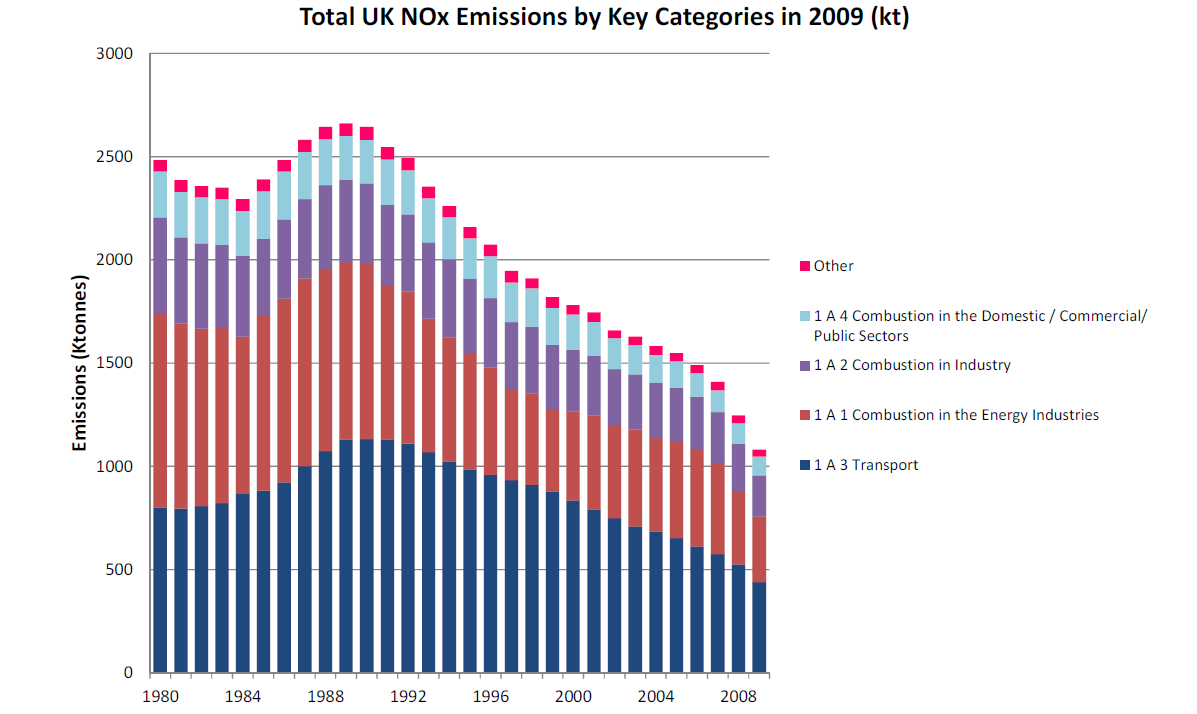 Total UK NOx Emissions by Key Categories in 2009 (kt)
Emissions (Ktonnes)
3000
2500
2000
1500
1000
500
0
1980 1984 1988 1992 1996 2000 2004 2008
Other
1 A 4 Combustion in the Domestic / Commercial/
Public Sectors
1 A 2 Combustion in Industry
1 A 1 Combustion in the Energy Industries
1 A 3 Transport